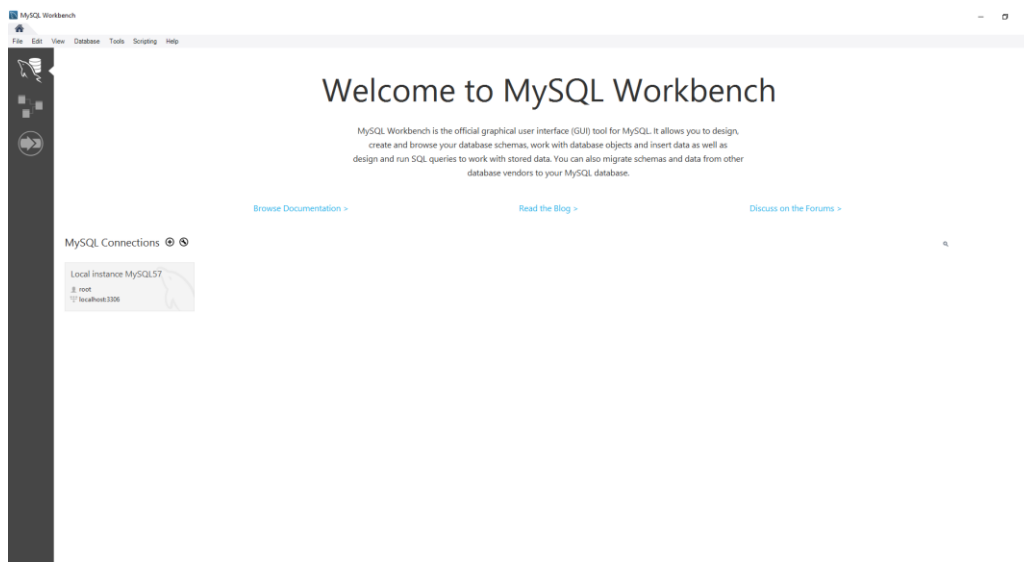 MySQL Workbench
File Edit View Database Tools Scripting Help
Welcome to MySQL Workbench
MySQL Workbench is the official graphical user interface (GUI) tool for MySQL. It allows you to design,
create and browse your database schemas, work with database objects and insert data as well as
design and run SQL queries to work with stored data. You can also migrate schemas and data from other
database vendors to your MySQL database.
Browse Documentation > Read the Blog > Discuss on the Forums >
MySQL Connections
Local instance MySQL57
root
localhost:3306